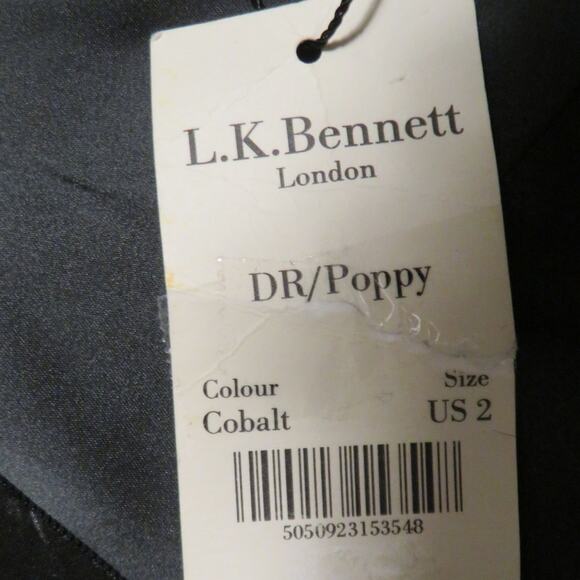 L.K.Bennett
London
DR/Poppy
Colour Size
Cobalt US 2
5050923153548